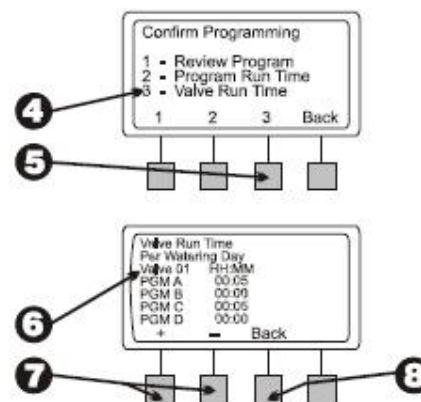 Confirm Programming
1 - Review Program
2 - Program Run Time
3 - Valve Run Time
1 2 3 Back
4
5
Valve Run Time
Per Watering Day
Valve 01 HH:MM
PGM A 00:05
PGM B 00:00
PGM C 00:05
PGM D 00:00
+ - Back
6
7
8